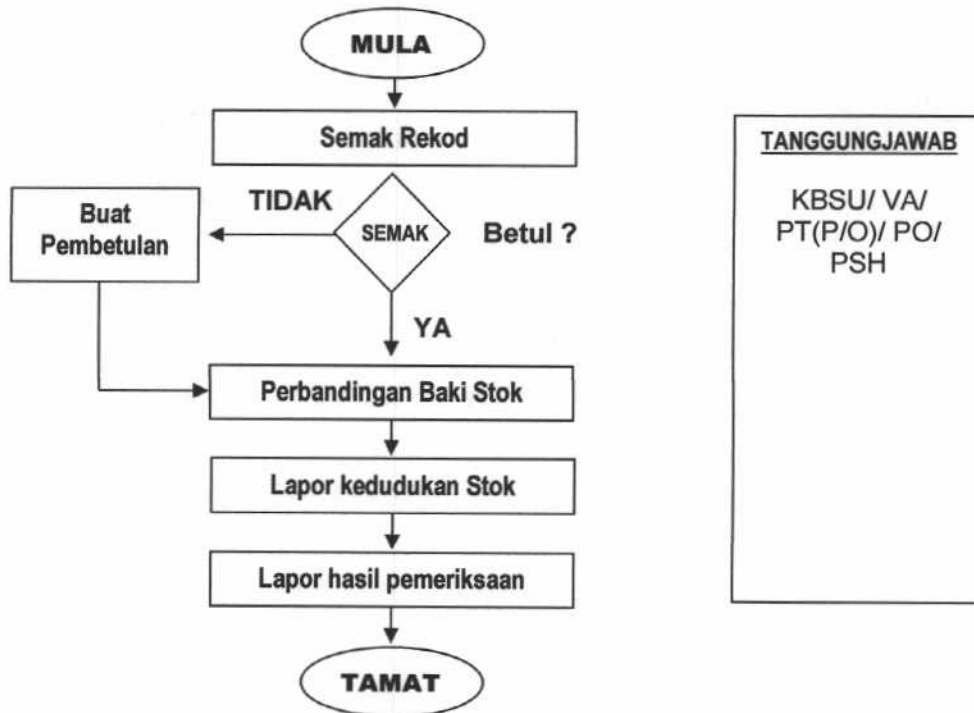 MULA
Semak Rekod
TIDAK
SEMAK
Betul ?
Buat
Pembetulan
YA
Perbandingan Baki Stok
Lapor kedudukan Stok
Lapor hasil pemeriksaan
TAMAT
TANGGUNGJAWAB
KBSU/ VA/
PT(P/O)/ PO/
PSH